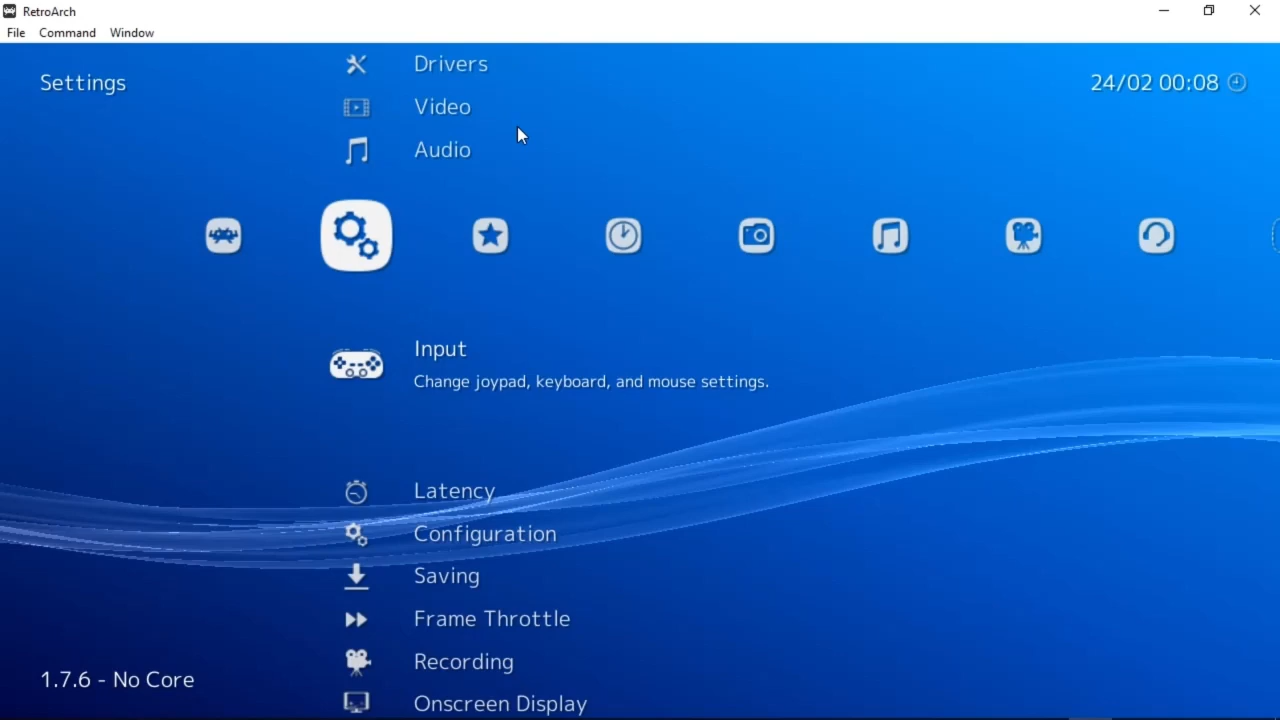 RetroArch
File Command Window
Drivers
Settings
24/02 00:08
Video
Audio
Input
Change joypad, keyboard, and mouse settings.
Latency
Configuration
Saving
Frame Throttle
Recording
1.7.6 - No Core
Onscreen Display